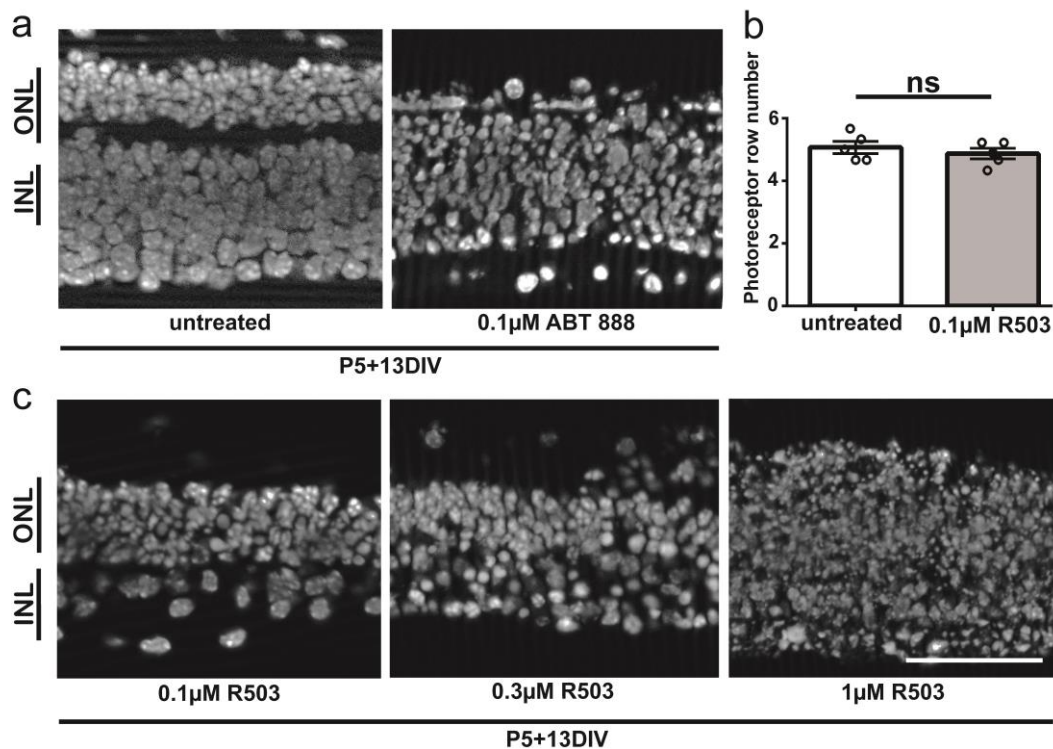 a
ONL
INL
untreated
0.1µM ABT 888
P5+13DIV
b
ns
Photoreceptor row number
6
4
2
0
untreated
0.1µM R503
c
ONL
INL
0.1µM R503
0.3µM R503
1µM R503
P5+13DIV